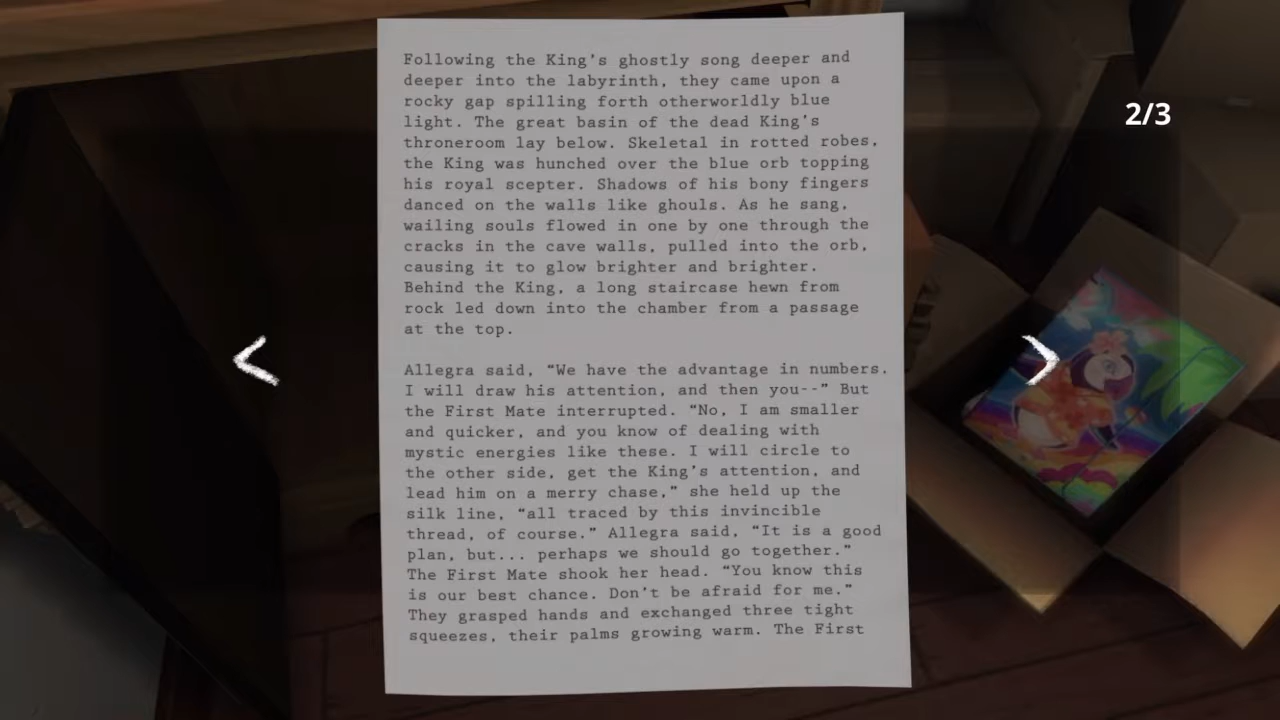 Following the King's ghostly song deeper and
deeper into the labyrinth, they came upon a
rocky gap spilling forth otherworldly blue
light. The great basin of the dead King's
throneroom lay below. Skeletal in rotted robes,
the King was hunched over the blue orb topping
his royal scepter. Shadows of his bony fingers
danced on the walls like ghouls. As he sang,
wailing souls flowed in one by one through the
cracks in the cave walls, pulled into the orb,
causing it to glow brighter and brighter.
Behind the King, a long staircase hewn from
rock led down into the chamber from a passage
at the top.
Allegra said, “We have the advantage in numbers.
I will draw his attention, and then you--” But
the First Mate interrupted. “No, I am smaller
and quicker, and you know of dealing with
mystic energies like these. I will circle to
the other side, get the King's attention, and
lead him on a merry chase,” she held up the
silk line, “all traced by this invincible
thread, of course.” Allegra said, “It is a good
plan, but... perhaps we should go together.”
The First Mate shook her head. “You know this
is our best chance. Don't be afraid for me.”
They grasped hands and exchanged three tight
squeezes, their palms growing warm. The First
2/3